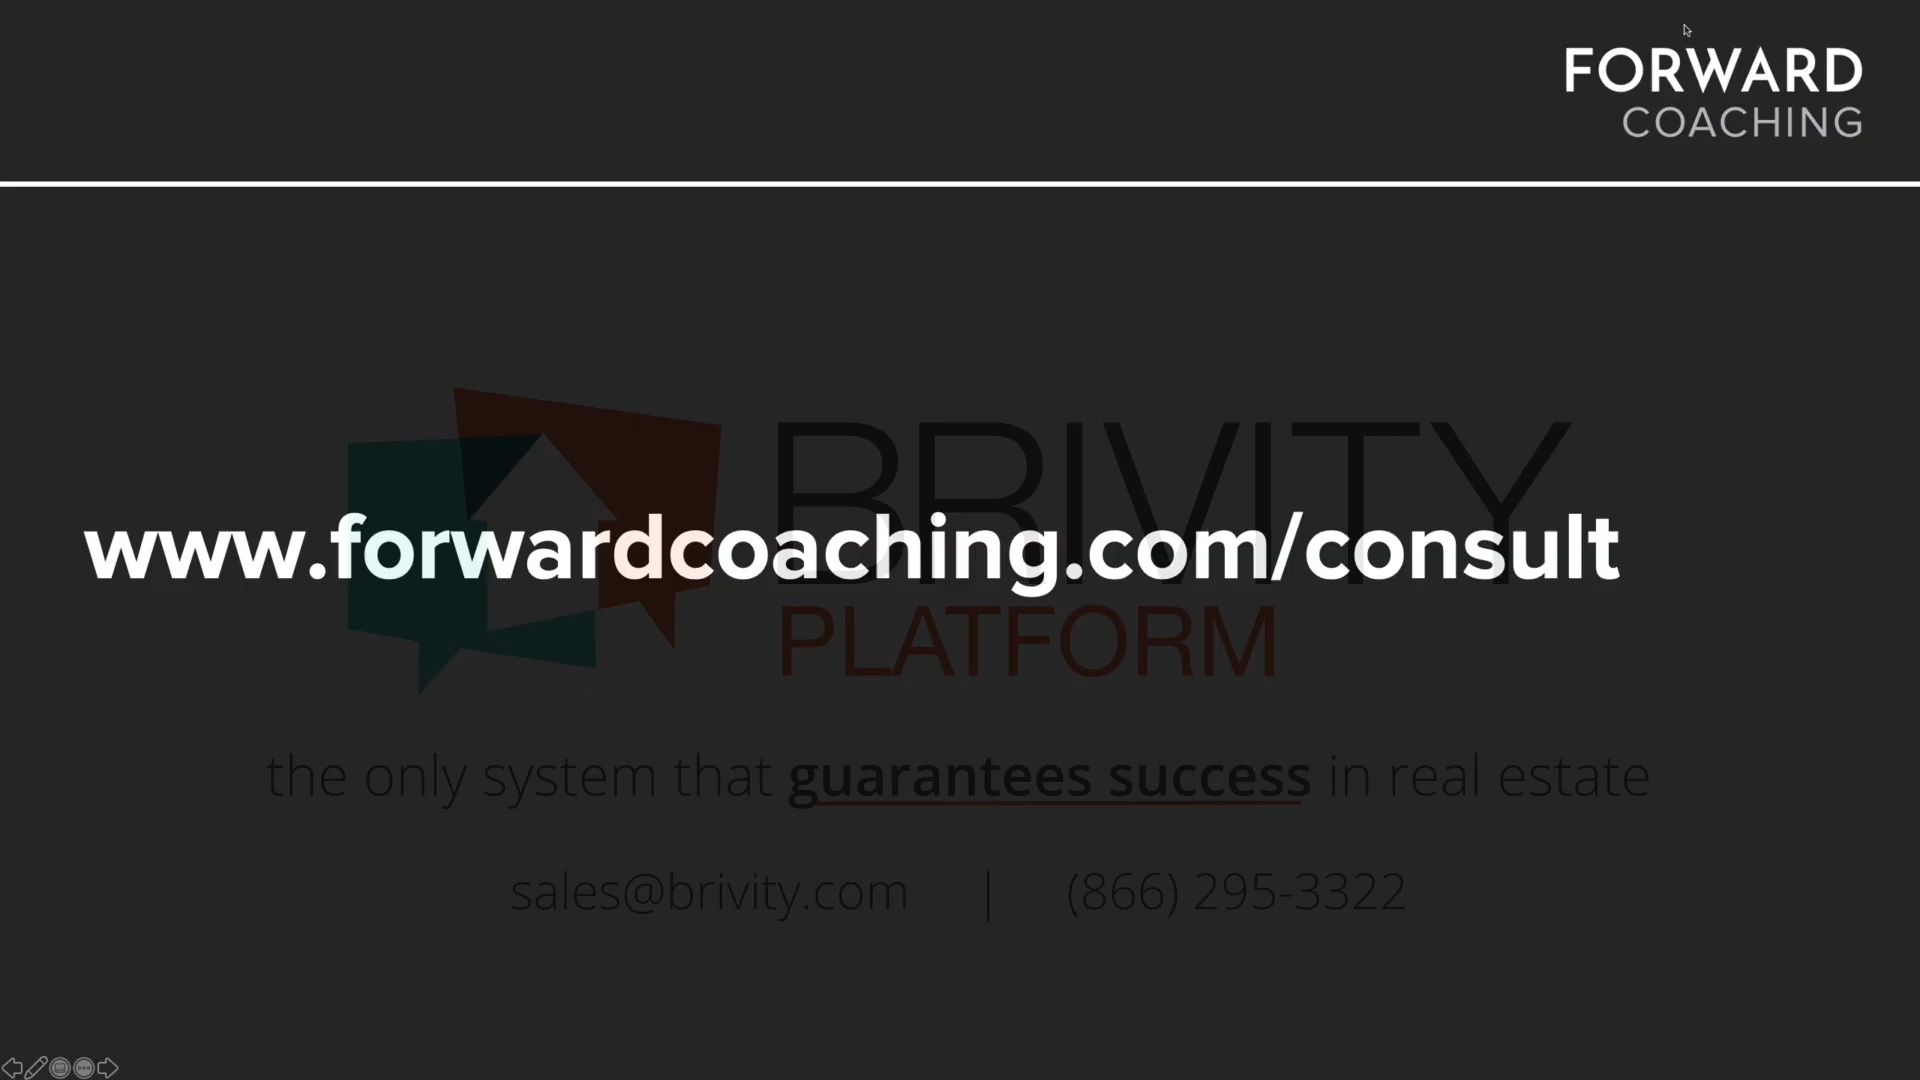 FORWARD
COACHING
BRIVITY
www.forwardcoaching.com/consult
PLATFORM
the only system that guarantees success in real estate
sales@brivity.com | (866) 295-3322